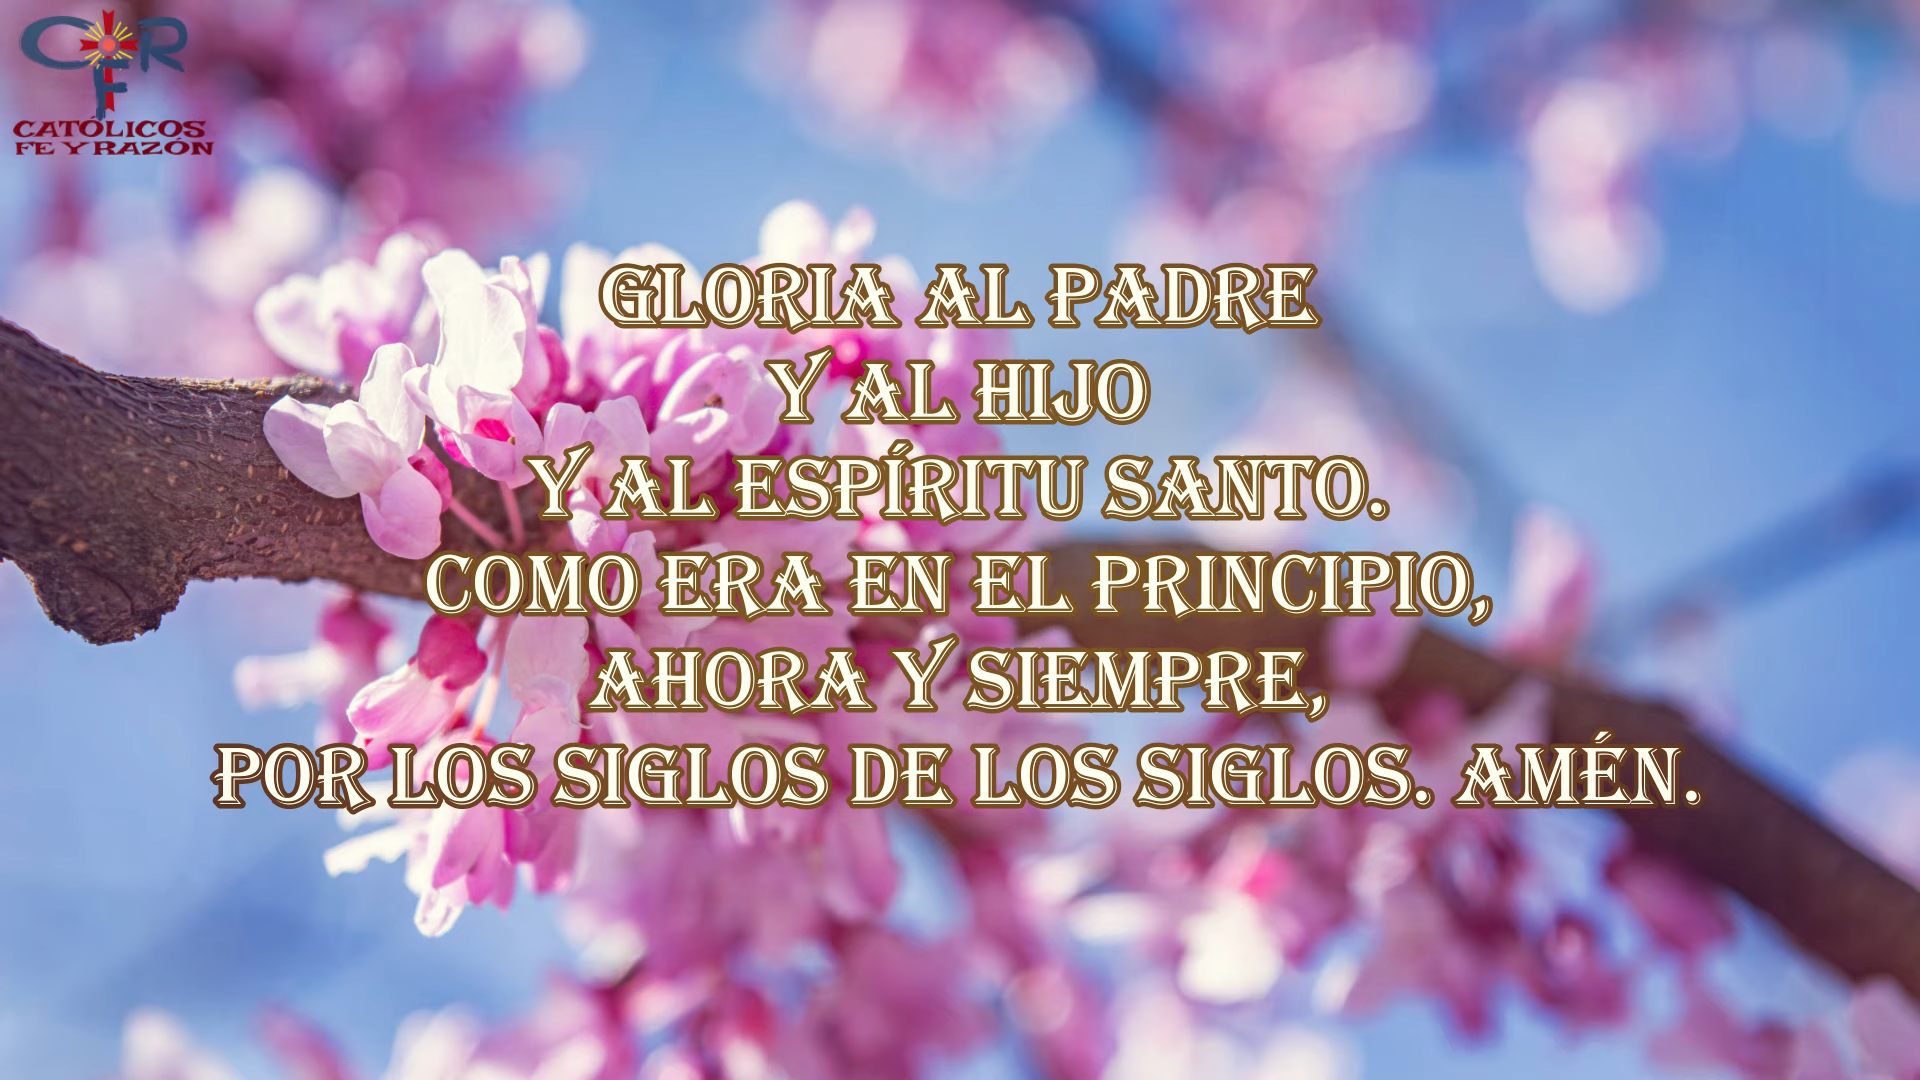 CFR
CATÓLICOS
FE Y RAZÓN
GLORIA AL PADRE
Y AL HIJO
Y AL ESPÍRITU SANTO.
COMO ERA EN EL PRINCIPIO,
AHORA Y SIEMPRE,
POR LOS SIGLOS DE LOS SIGLOS. AMÉN.